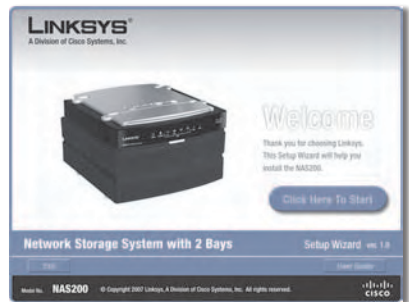 LINKSYS®
A Division of Cisco Systems, Inc.
Welcome
Thank you for choosing Linksys.
This Setup Wizard will help you
install the NAS200.
Click Here To Start
Network Storage System with 2 Bays
Setup Wizard ver. 1.0
Exit
User Guide
Model No. NAS200 © Copyright 2007 Linksys, A Division of Cisco Systems, Inc. All rights reserved.
CISCO